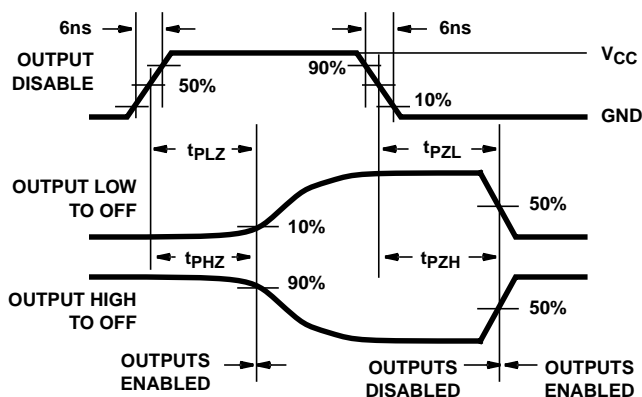 6ns
6ns
OUTPUT
DISABLE
90%
50%
10%
VCC
GND
tPLZ
tPZL
OUTPUT LOW
TO OFF
10%
50%
tPHZ
tPZH
90%
OUTPUT HIGH
TO OFF
50%
OUTPUTS
ENABLED
OUTPUTS
DISABLED
OUTPUTS
ENABLED